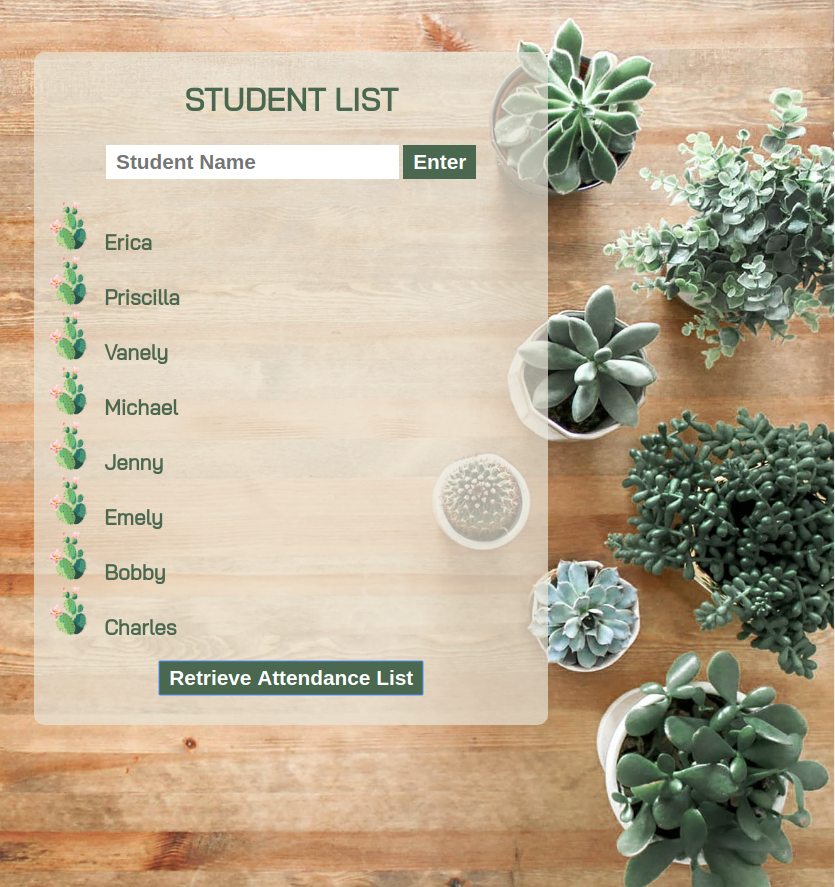 STUDENT LIST
Student Name Enter
Erica
Priscilla
Vanely
Michael
Jenny
Emely
Bobby
Charles
Retrieve Attendance List